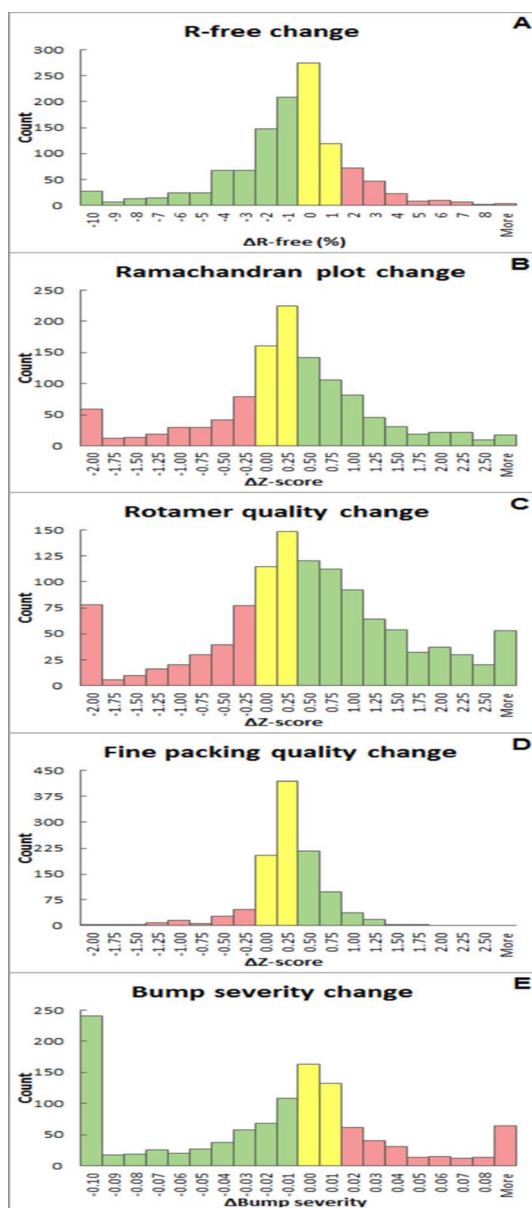 A
R-free change
300
250
200
150
100
50
0
Count
-10 -9 -8 -7 -6 -5 -4 -3 -2 -1 0 1 2 3 4 5 6 7 8 More
ΔR-free (%)
B
Ramachandran plot change
250
200
150
100
50
0
Count
-2.00 -1.75 -1.50 -1.25 -1.00 -0.75 -0.50 -0.25 0.00 0.25 0.50 0.75 1.00 1.25 1.50 1.75 2.00 2.25 2.50 More
ΔZ-score
C
Rotamer quality change
150
125
100
75
50
25
0
Count
-2.00 -1.75 -1.50 -1.25 -1.00 -0.75 -0.50 -0.25 0.00 0.25 0.50 0.75 1.00 1.25 1.50 1.75 2.00 2.25 2.50 More
ΔZ-score
D
Fine packing quality change
450
375
300
225
150
75
0
Count
-2.00 -1.75 -1.50 -1.25 -1.00 -0.75 -0.50 -0.25 0.00 0.25 0.50 0.75 1.00 1.25 1.50 1.75 2.00 2.25 2.50 More
ΔZ-score
E
Bump severity change
250
200
150
100
50
0
Count
-0.10 -0.09 -0.08 -0.07 -0.06 -0.05 -0.04 -0.03 -0.02 -0.01 0.00 0.01 0.02 0.03 0.04 0.05 0.06 0.07 0.08 More
ΔBump severity